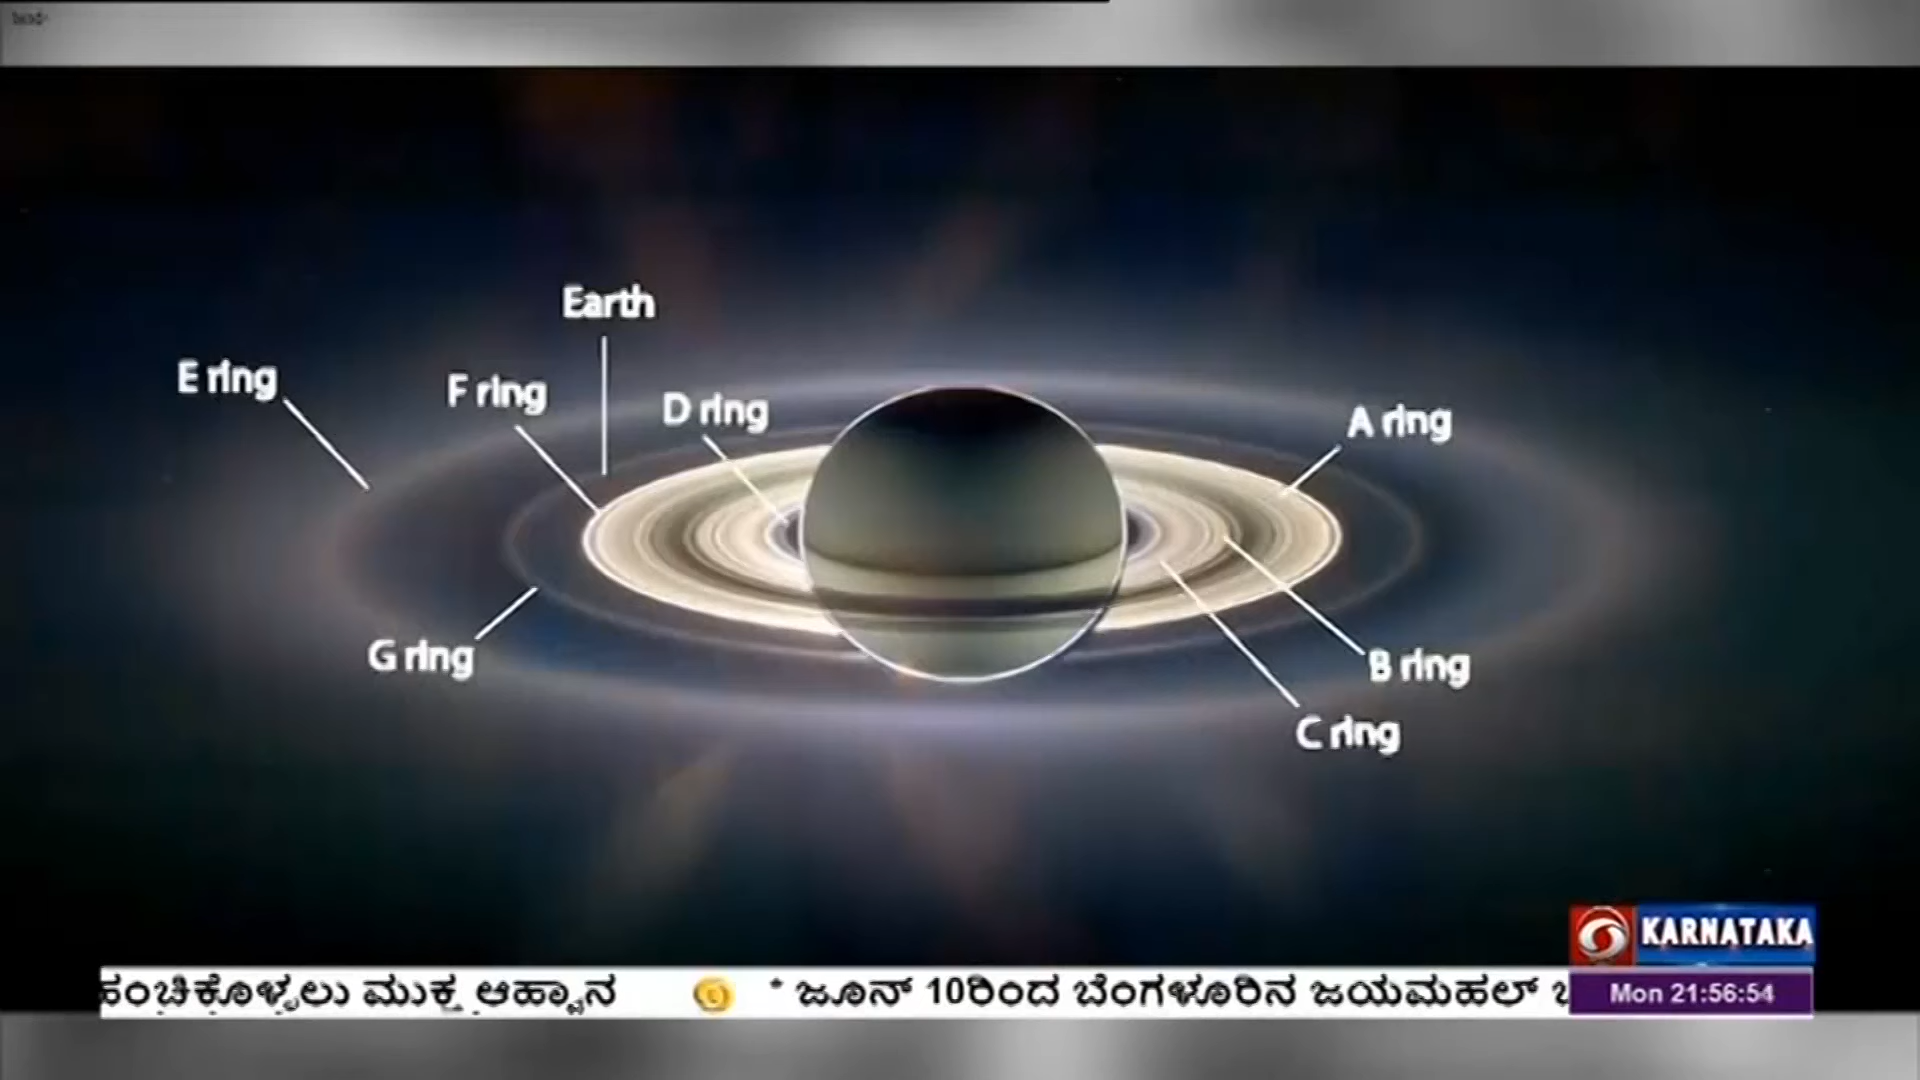 Earth
E ring
F ring
D ring
A ring
G ring
B ring
C ring
KARNATAKA
ಹಂಚಿಕೊಳ್ಳಲು ಮುಕ್ತ ಆಹ್ವಾನ * ಜೂನ್ 10ರಿಂದ ಬೆಂಗಳೂರಿನ ಜಯಮಹಲ್
Mon 21:56:54